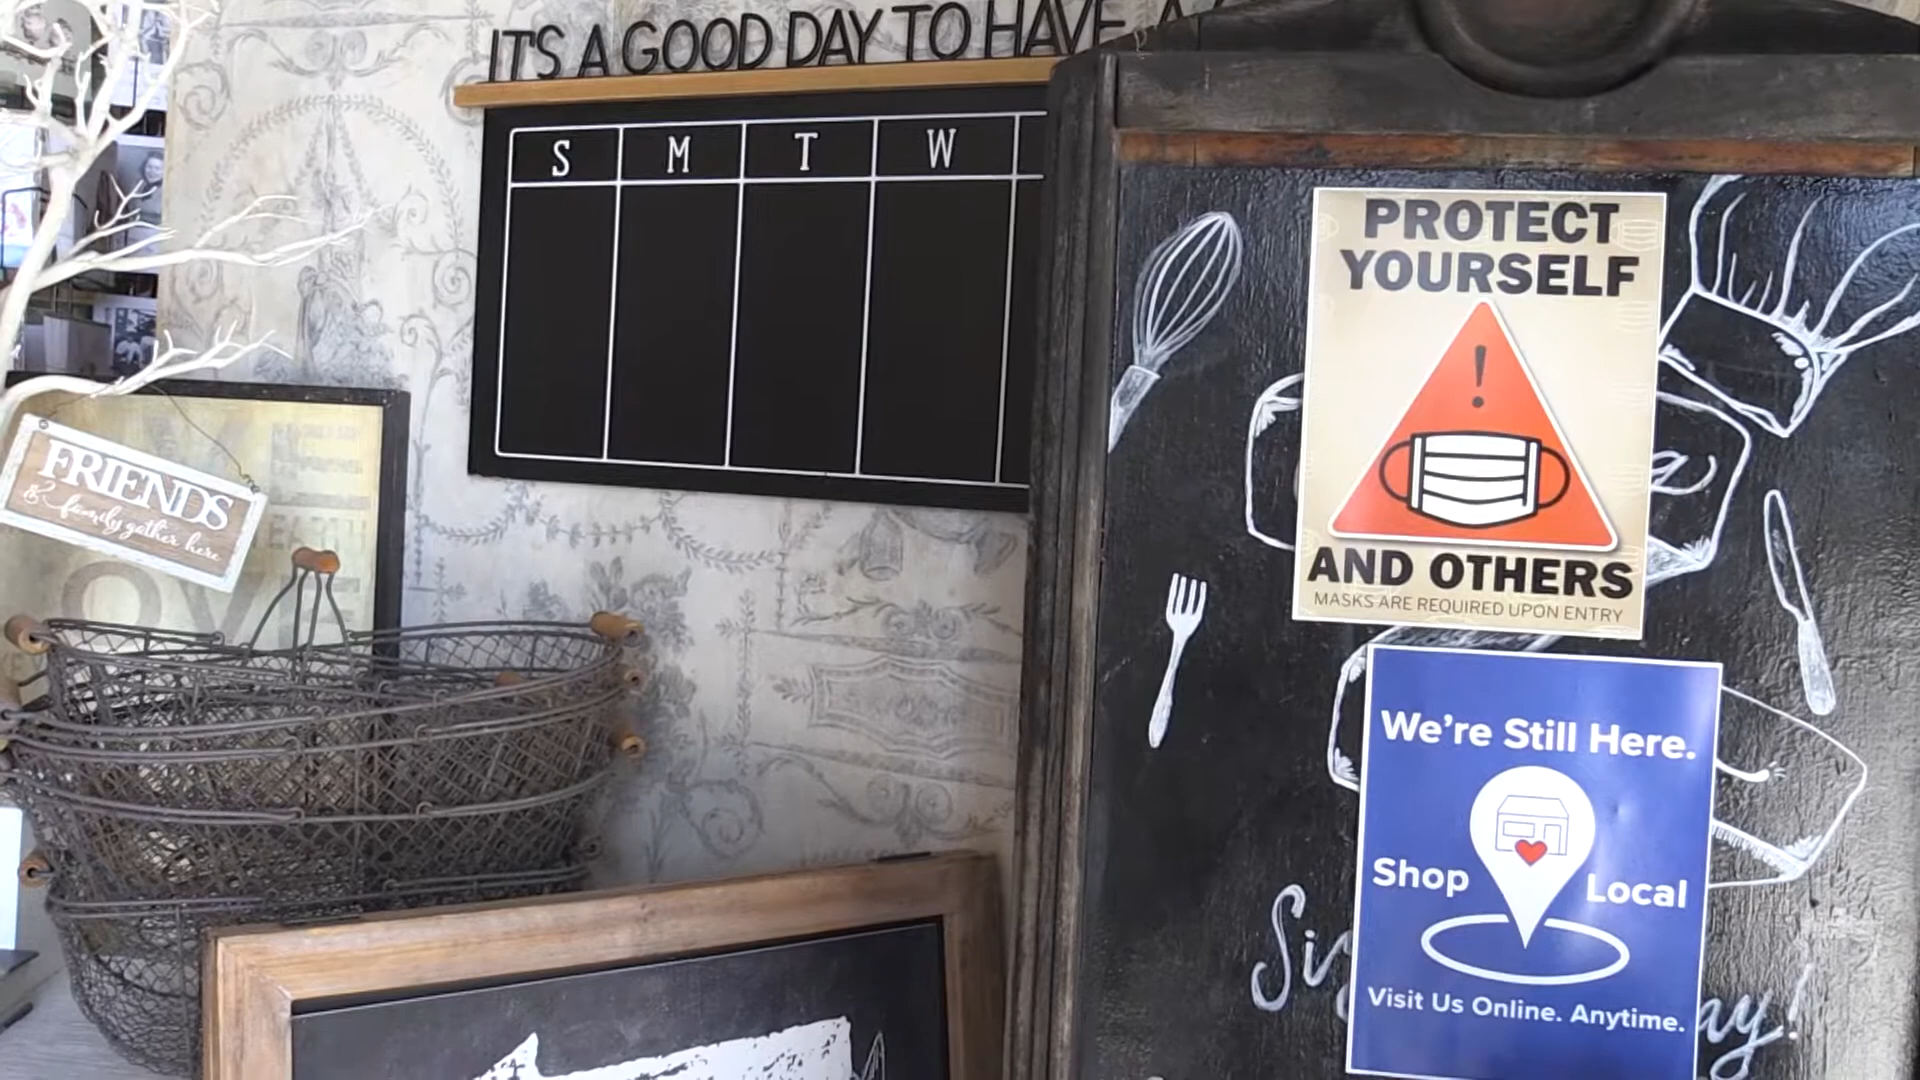 IT'S A GOOD DAY TO HAVE A
S M T W
FRIENDS
& family gather here
PROTECT
YOURSELF
!
AND OTHERS
MASKS ARE REQUIRED UPON ENTRY
We're Still Here.
Shop Local
Visit Us Online. Anytime.